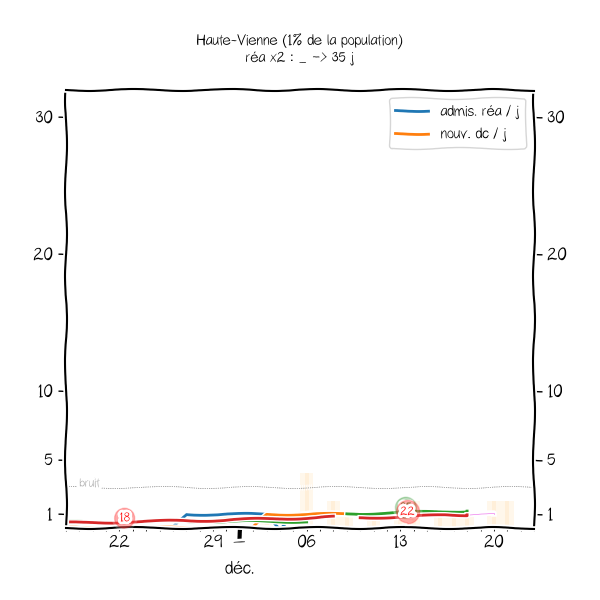 Haute-Vienne (1% de la population)
réa x2 : _ -> 35 j
admis. réa / j
nouv. dc / j
30
30
20
20
10
10
5
5
bruit
1
1
18
22
22
29
06
13
20
déc.